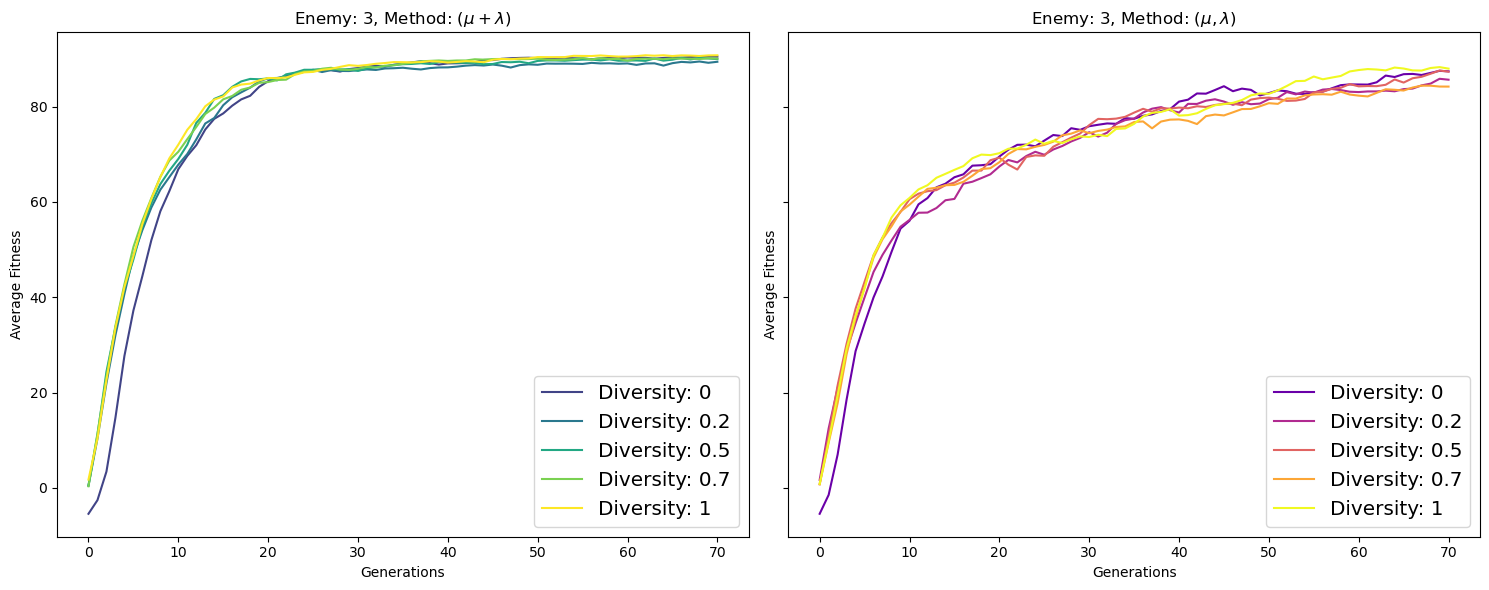 Enemy: 3, Method: (μ + λ)
Average Fitness
80
60
40
20
0
0 10 20 30 40 50 60 70
Generations
Diversity: 0
Diversity: 0.2
Diversity: 0.5
Diversity: 0.7
Diversity: 1
Enemy: 3, Method: (μ, λ)
Average Fitness
0 10 20 30 40 50 60 70
Generations
Diversity: 0
Diversity: 0.2
Diversity: 0.5
Diversity: 0.7
Diversity: 1